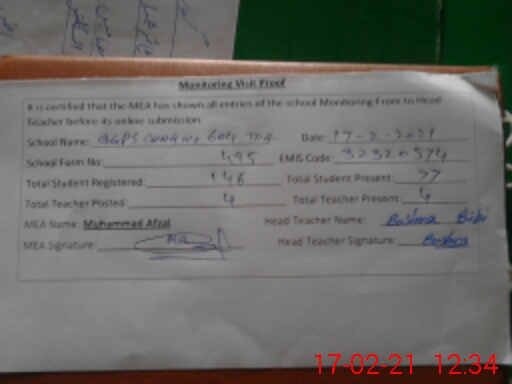 Monitoring Visit Proof
It is certified that the MEA has shown all entries of the school Monitoring From to Head
Teacher before its online submission.
School Name: GGPS Date: 17-2-2021
School Form No: 495 EMIS Code: 32320574
Total Student Registered: 146 Total Student Present: 77
Total Teacher Posted: 4 Total Teacher Present: 4
MEA Name: Muhammad Afzal Head Teacher Name: Bushra Bibi
MEA Signature: Head Teacher Signature: Bushra
17-02-21 12:34